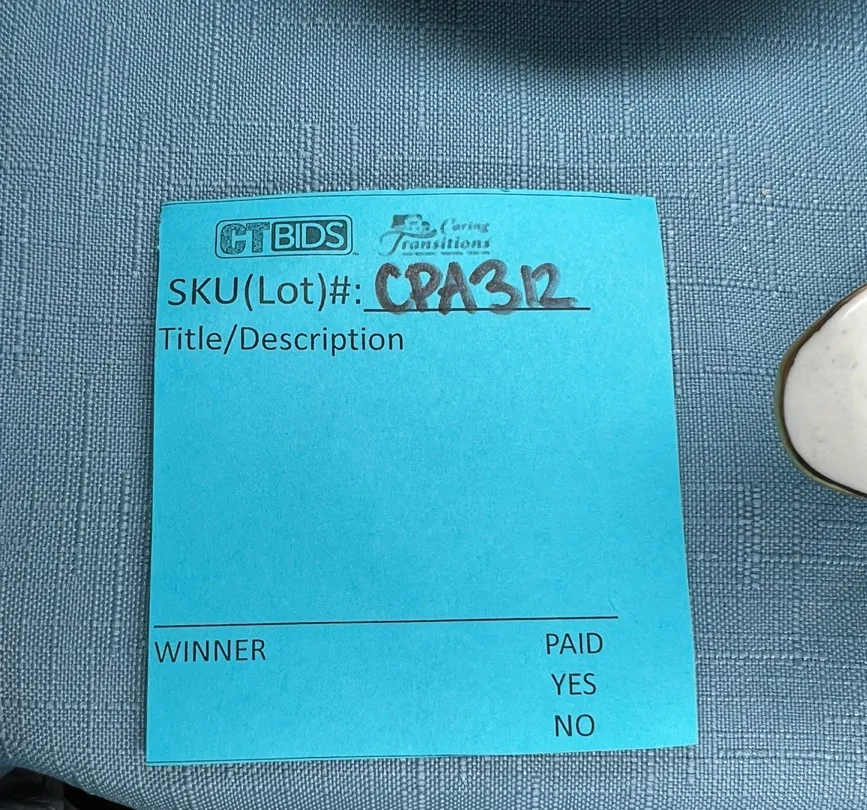 CTBIDS Caring Transitions
SKU(Lot)#: CPA312
Title/Description
WINNER PAID
YES
NO